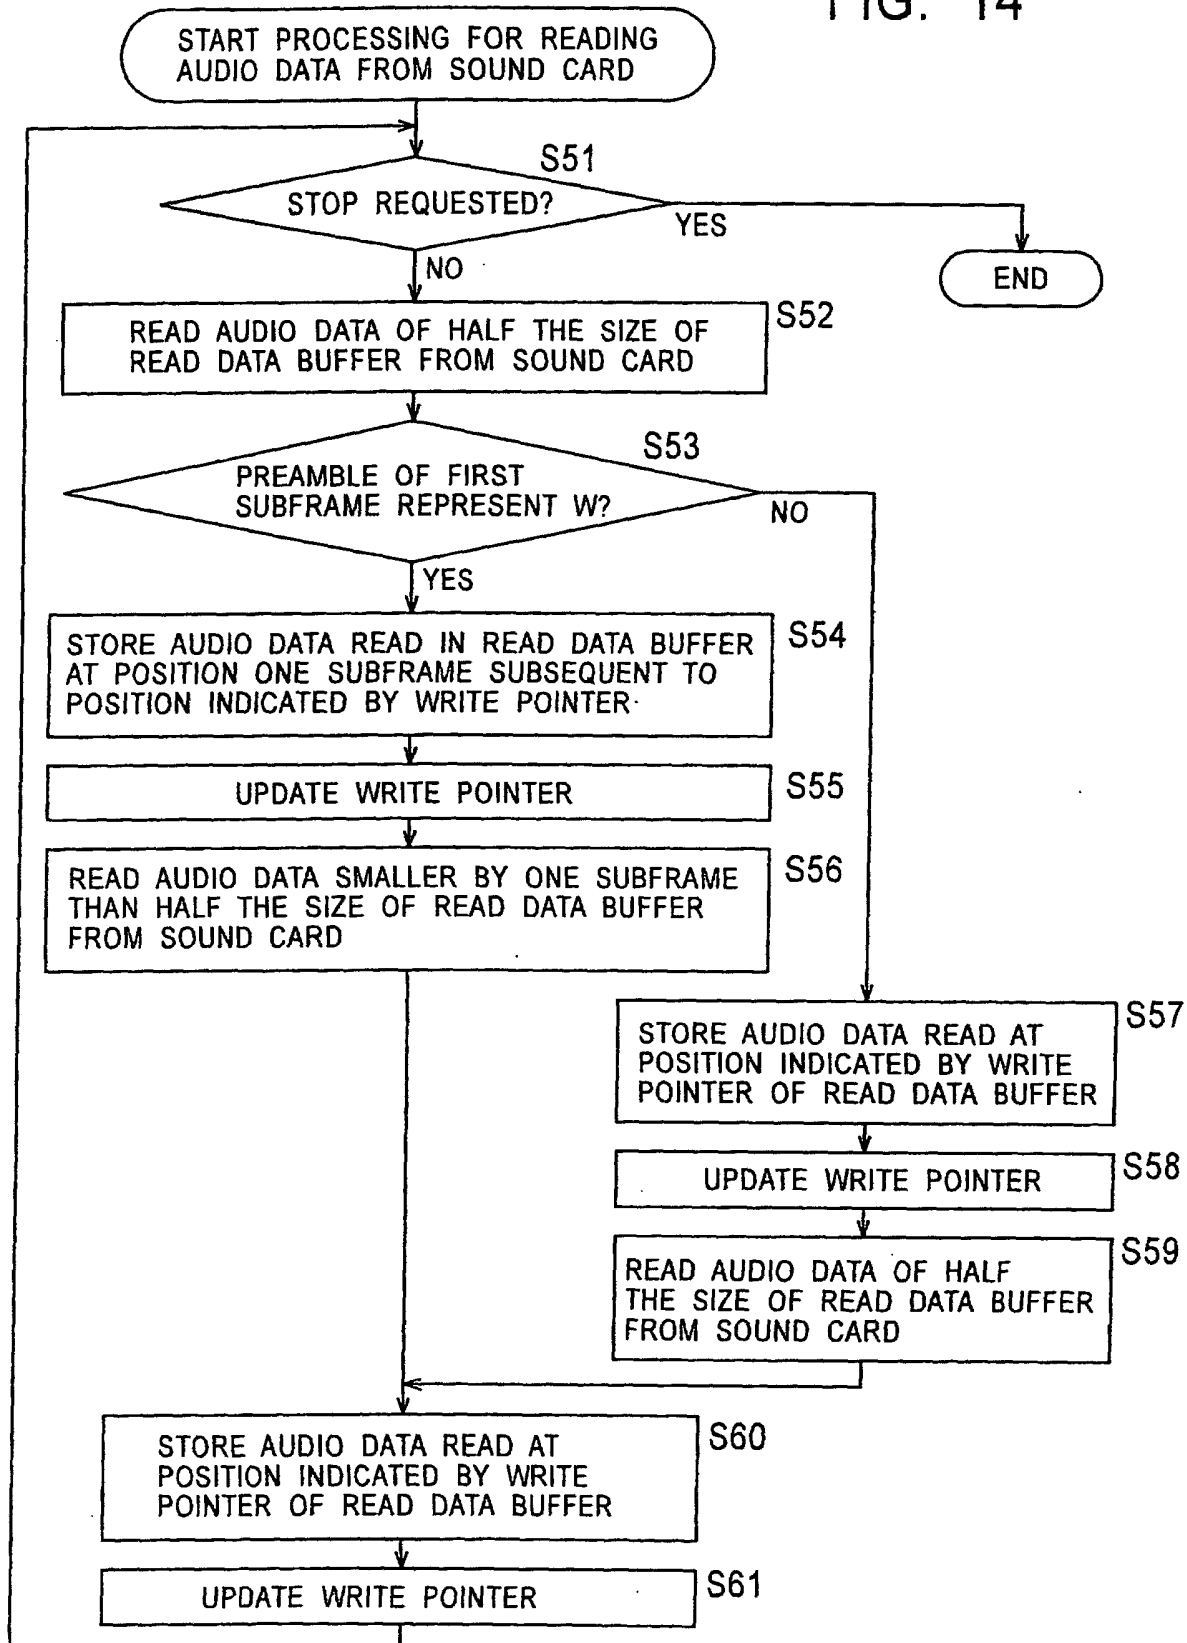 FIG. 14
START PROCESSING FOR READING
AUDIO DATA FROM SOUND CARD
S51
STOP REQUESTED?
YES
END
NO
S52
READ AUDIO DATA OF HALF THE SIZE OF
READ DATA BUFFER FROM SOUND CARD
S53
PREAMBLE OF FIRST
SUBFRAME REPRESENT W?
NO
YES
S54
STORE AUDIO DATA READ IN READ DATA BUFFER
AT POSITION ONE SUBFRAME SUBSEQUENT TO
POSITION INDICATED BY WRITE POINTER
S55
UPDATE WRITE POINTER
S56
READ AUDIO DATA SMALLER BY ONE SUBFRAME
THAN HALF THE SIZE OF READ DATA BUFFER
FROM SOUND CARD
S57
STORE AUDIO DATA READ AT
POSITION INDICATED BY WRITE
POINTER OF READ DATA BUFFER
S58
UPDATE WRITE POINTER
S59
READ AUDIO DATA OF HALF
THE SIZE OF READ DATA BUFFER
FROM SOUND CARD
S60
STORE AUDIO DATA READ AT
POSITION INDICATED BY WRITE
POINTER OF READ DATA BUFFER
S61
UPDATE WRITE POINTER